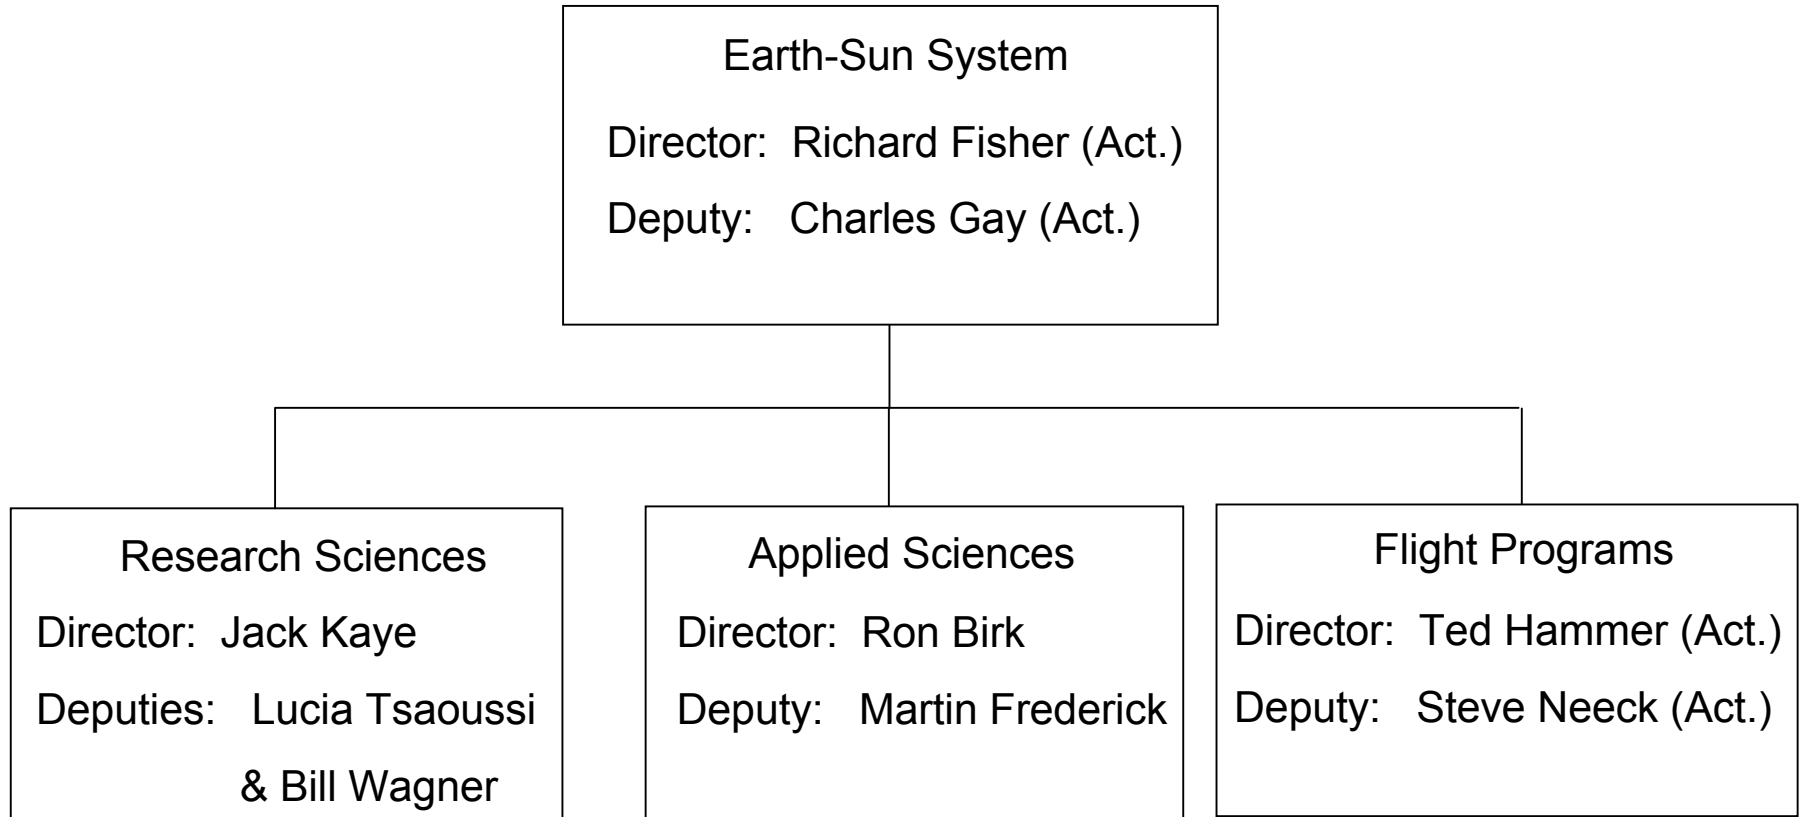 Earth-Sun System
Director: Richard Fisher (Act.)
Deputy: Charles Gay (Act.)
Research Sciences
Director: Jack Kaye
Deputies: Lucia Tsaoussi
& Bill Wagner
Applied Sciences
Director: Ron Birk
Deputy: Martin Frederick
Flight Programs
Director: Ted Hammer (Act.)
Deputy: Steve Neeck (Act.)